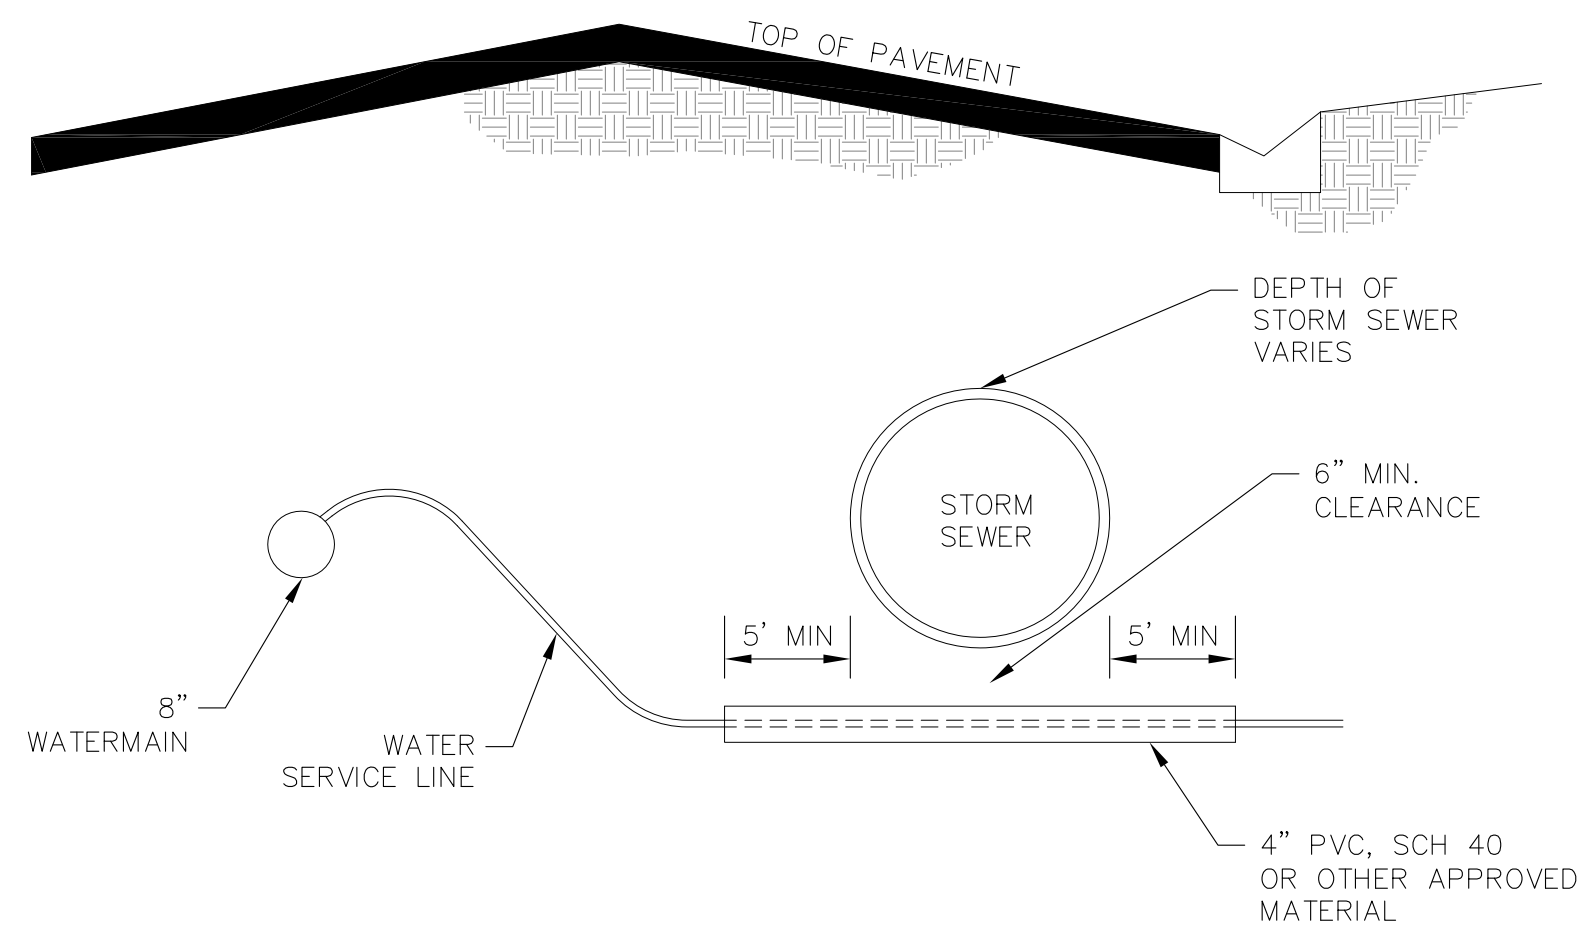 TOP OF PAVEMENT
DEPTH OF
STORM SEWER
VARIES
6” MIN.
CLEARANCE
STORM
SEWER
5’ MIN
5’ MIN
8”
WATERMAIN
WATER
SERVICE LINE
4” PVC, SCH 40
OR OTHER APPROVED
MATERIAL